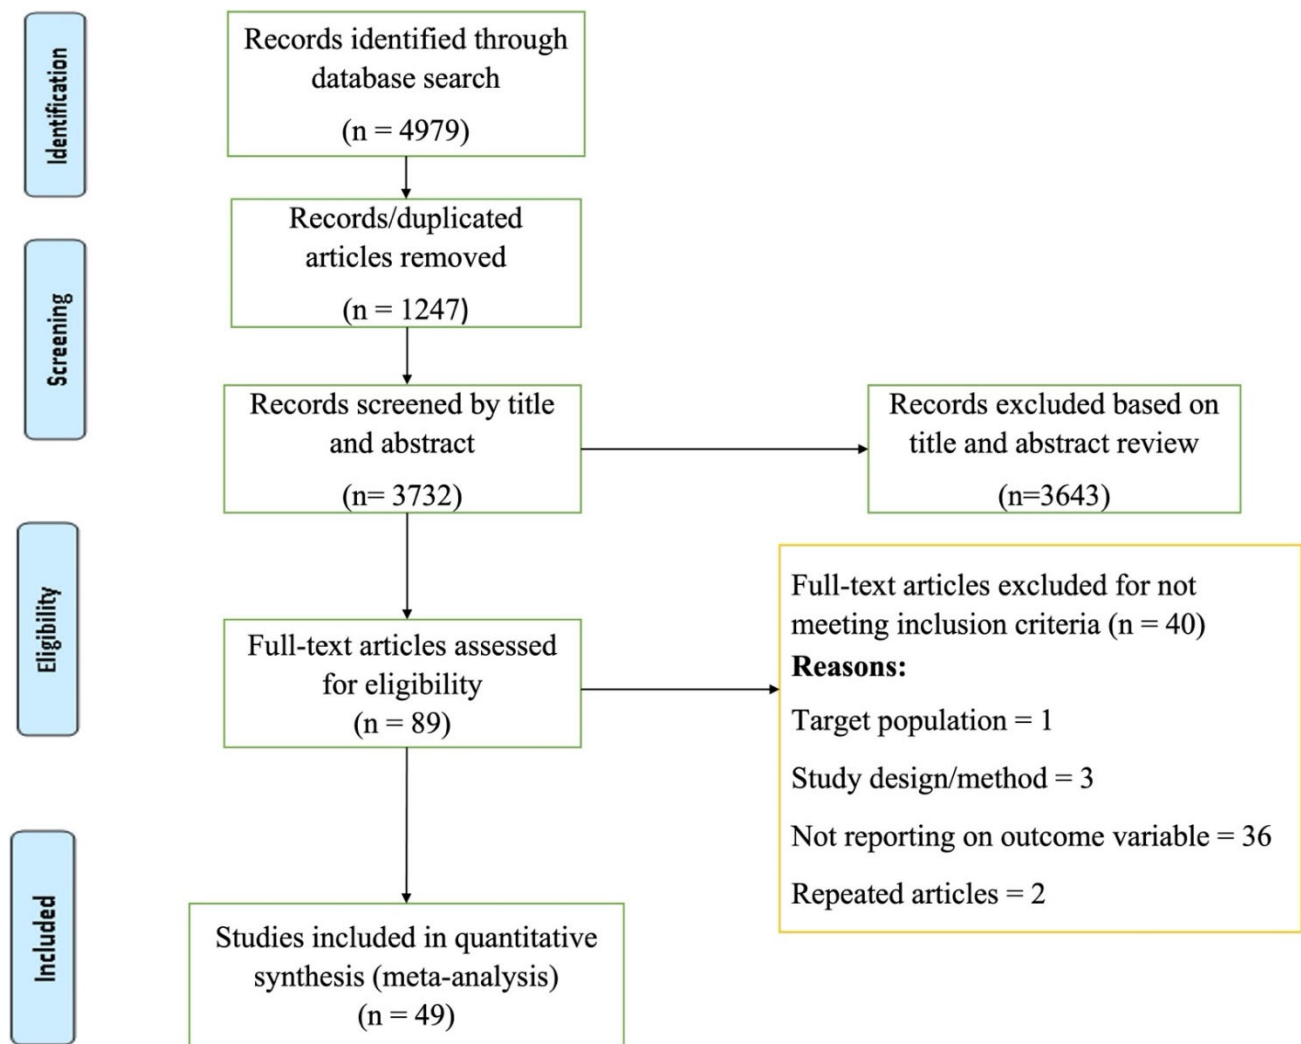 Identification
Records identified through
database search
(n = 4979)
Records/duplicated
articles removed
(n = 1247)
Screening
Records screened by title
and abstract
(n= 3732)
Records excluded based on
title and abstract review
(n=3643)
Eligibility
Full-text articles assessed
for eligibility
(n = 89)
Full-text articles excluded for not
meeting inclusion criteria (n = 40)
Reasons:
Target population = 1
Study design/method = 3
Not reporting on outcome variable = 36
Repeated articles = 2
Included
Studies included in quantitative
synthesis (meta-analysis)
(n = 49)